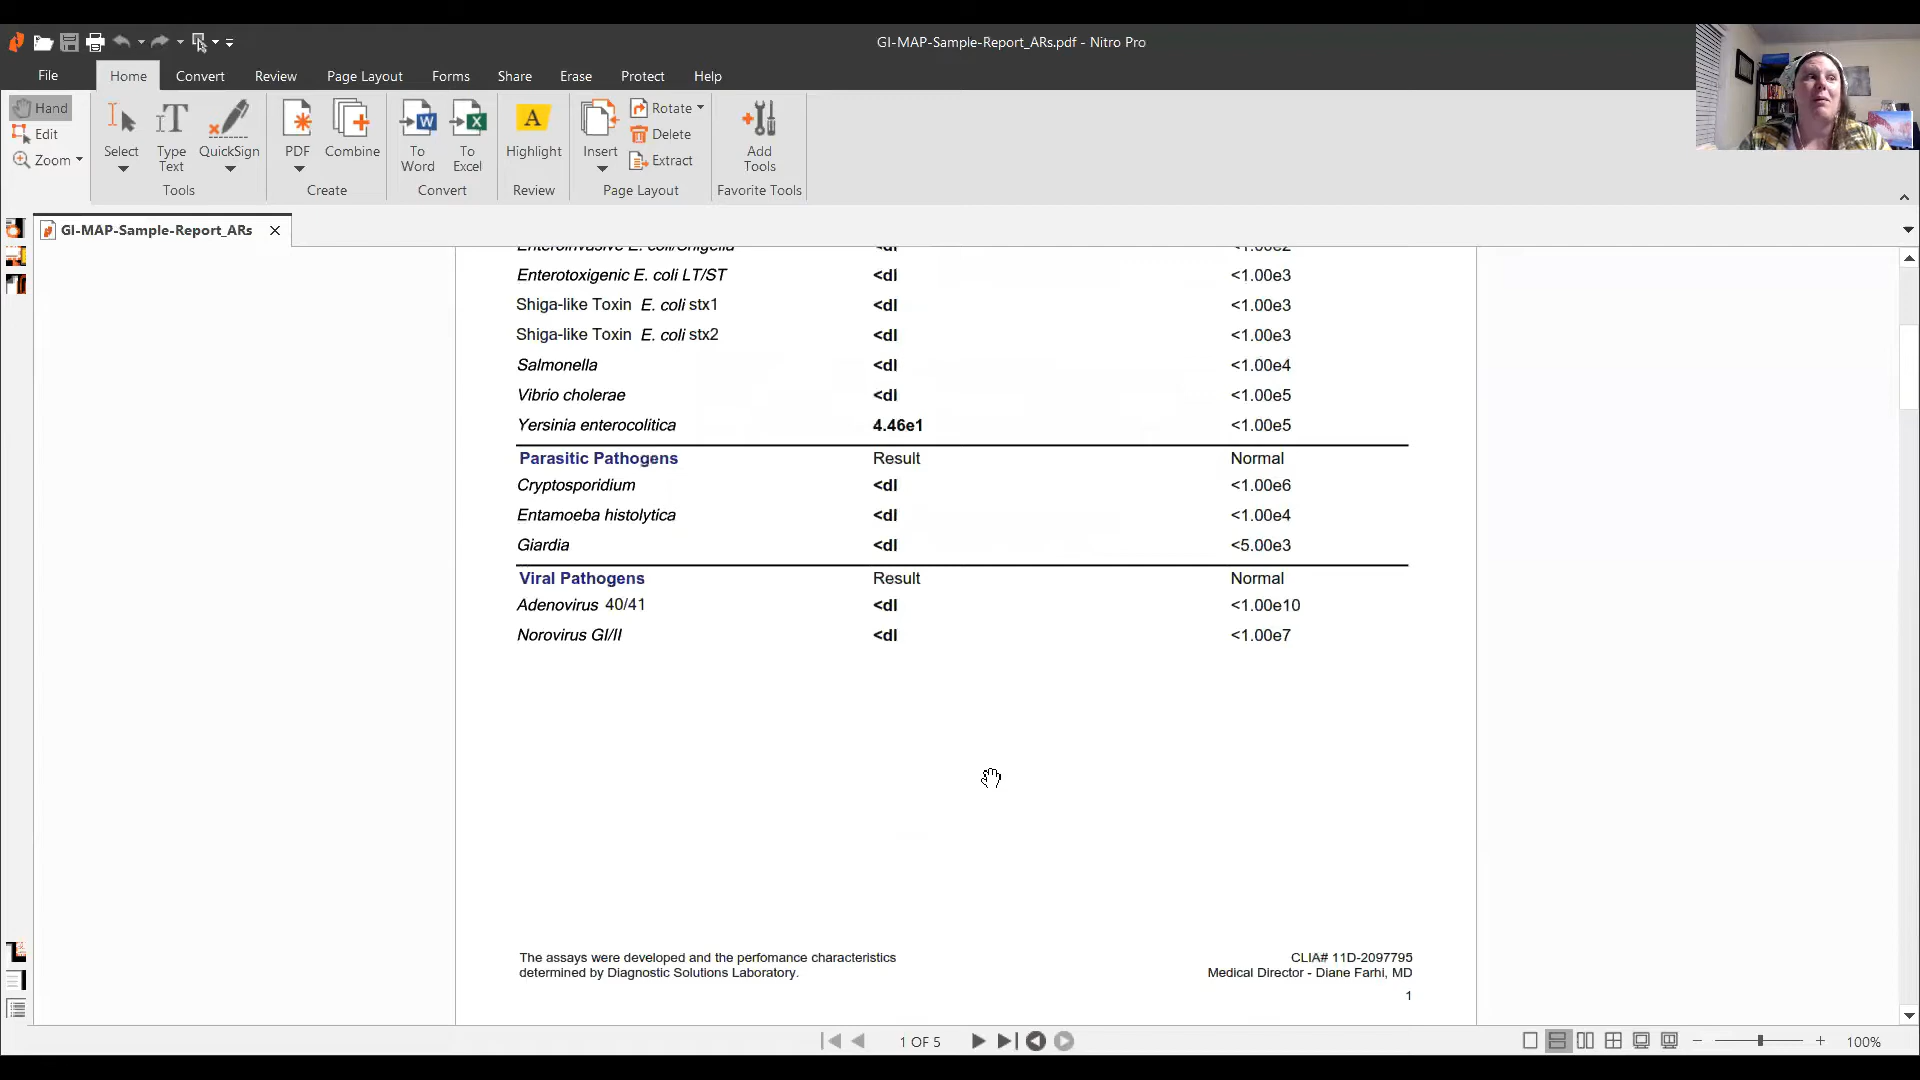 GI-MAP-Sample-Report_ARs.pdf - Nitro Pro
File Home Convert Review Page Layout Forms Share Erase Protect Help
Hand
Edit
Zoom
Select
Type Text
QuickSign
Tools
PDF
Combine
Create
To Word
To Excel
Convert
Highlight
Review
Insert
Rotate
Delete
Extract
Page Layout
Add Tools
Favorite Tools
GI-MAP-Sample-Report_ARs
Enteroinvasive E. coli/Shigella <dl <1.00e2
Enterotoxigenic E. coli LT/ST <dl <1.00e3
Shiga-like Toxin E. coli stx1 <dl <1.00e3
Shiga-like Toxin E. coli stx2 <dl <1.00e3
Salmonella <dl <1.00e4
Vibrio cholerae <dl <1.00e5
Yersinia enterocolitica 4.46e1 <1.00e5
Parasitic Pathogens Result Normal
Cryptosporidium <dl <1.00e6
Entamoeba histolytica <dl <1.00e4
Giardia <dl <5.00e3
Viral Pathogens Result Normal
Adenovirus 40/41 <dl <1.00e10
Norovirus GI/II <dl <1.00e7
The assays were developed and the perfomance characteristics
determined by Diagnostic Solutions Laboratory.
CLIA# 11D-2097795
Medical Director - Diane Farhi, MD
1
1 OF 5
100%